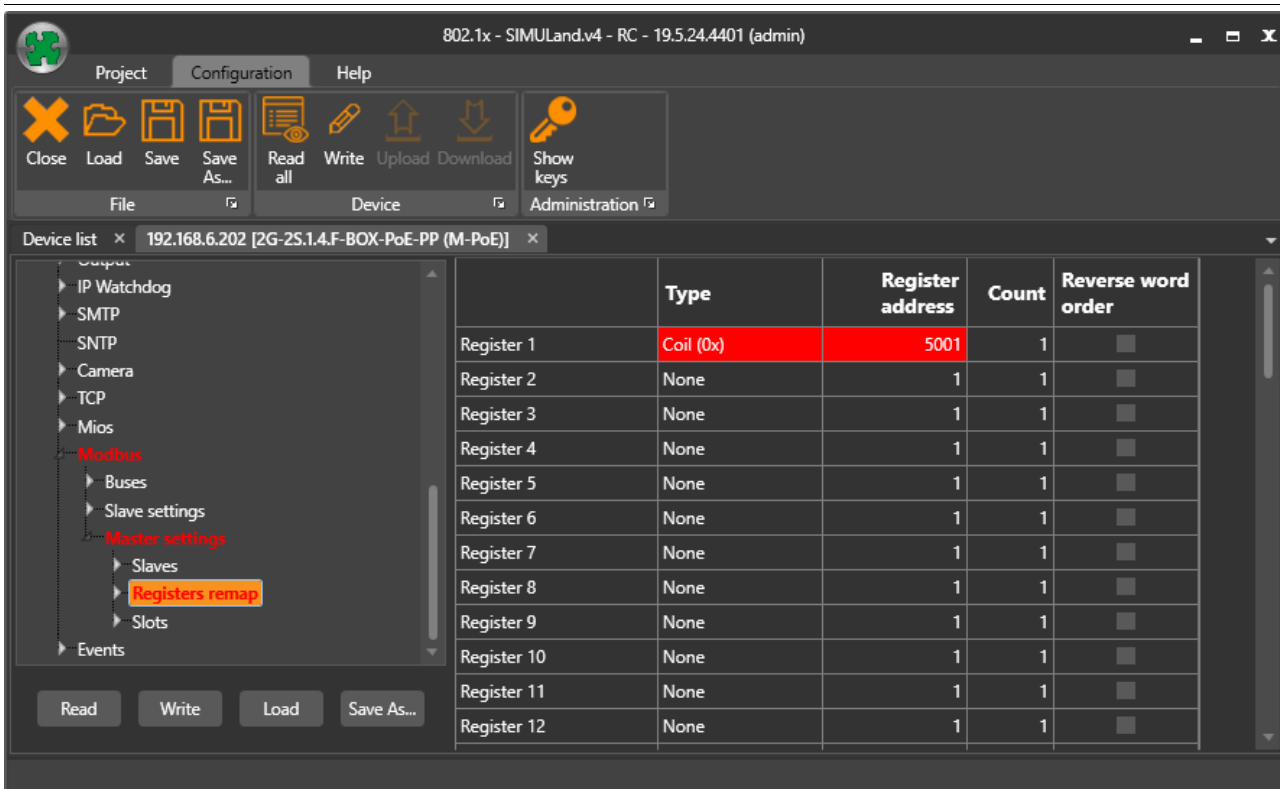 802.1x - SIMULand.v4 - RC - 19.5.24.4401 (admin)
Project Configuration Help
Close Load Save Save As... Read all Write Upload Download Show keys
File Device Administration
Device list × 192.168.6.202 [2G-2S.1.4.F-BOX-PoE-PP (M-PoE)] ×
Output
IP Watchdog
SMTP
SNTP
Camera
TCP
Mios
Modbus
Buses
Slave settings
Master settings
Slaves
Registers remap
Slots
Events
Read Write Load Save As...
Type Register address Count Reverse word order
Register 1 Coil (0x) 5001 1
Register 2 None 1 1
Register 3 None 1 1
Register 4 None 1 1
Register 5 None 1 1
Register 6 None 1 1
Register 7 None 1 1
Register 8 None 1 1
Register 9 None 1 1
Register 10 None 1 1
Register 11 None 1 1
Register 12 None 1 1